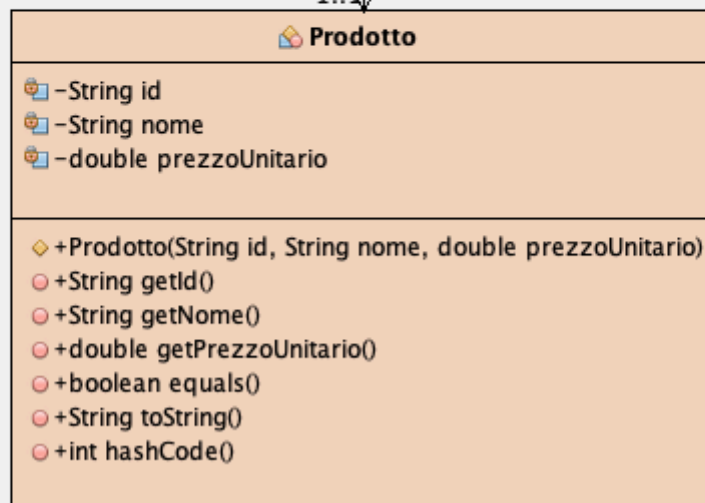 Prodotto
-String id
-String nome
-double prezzoUnitario
+Prodotto(String id, String nome, double prezzoUnitario)
+String getId()
+String getNome()
+double getPrezzoUnitario()
+boolean equals()
+String toString()
+int hashCode()